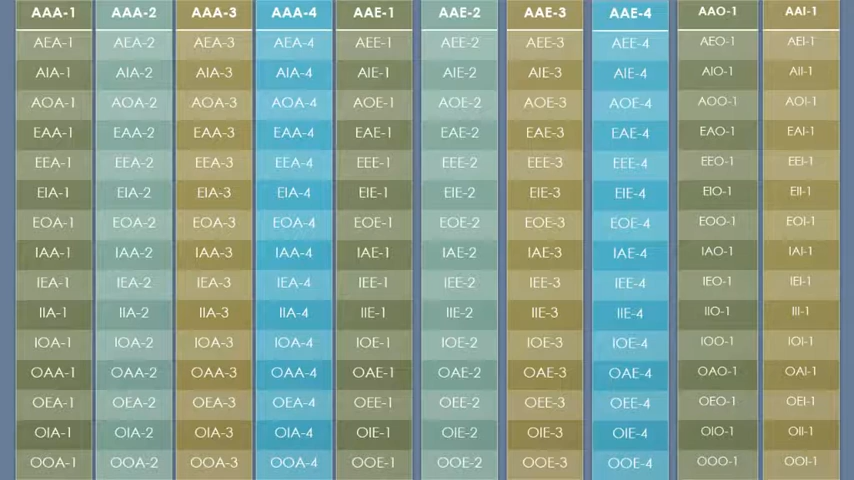 AAA-1 AAA-2 AAA-3 AAA-4 AAE-1 AAE-2 AAE-3 AAE-4 AAO-1 AAI-1
AEA-1 AEA-2 AEA-3 AEA-4 AEE-1 AEE-2 AEE-3 AEE-4 AEO-1 AEI-1
AIA-1 AIA-2 AIA-3 AIA-4 AIE-1 AIE-2 AIE-3 AIE-4 AIO-1 AII-1
AOA-1 AOA-2 AOA-3 AOA-4 AOE-1 AOE-2 AOE-3 AOE-4 AOO-1 AOI-1
EAA-1 EAA-2 EAA-3 EAA-4 EAE-1 EAE-2 EAE-3 EAE-4 EAO-1 EAI-1
EEA-1 EEA-2 EEA-3 EEA-4 EEE-1 EEE-2 EEE-3 EEE-4 EEO-1 EEI-1
EIA-1 EIA-2 EIA-3 EIA-4 EIE-1 EIE-2 EIE-3 EIE-4 EIO-1 EII-1
EOA-1 EOA-2 EOA-3 EOA-4 EOE-1 EOE-2 EOE-3 EOE-4 EOO-1 EOI-1
IAA-1 IAA-2 IAA-3 IAA-4 IAE-1 IAE-2 IAE-3 IAE-4 IAO-1 IAI-1
IEA-1 IEA-2 IEA-3 IEA-4 IEE-1 IEE-2 IEE-3 IEE-4 IEO-1 IEI-1
IIA-1 IIA-2 IIA-3 IIA-4 IIE-1 IIE-2 IIE-3 IIE-4 IIO-1 III-1
IOA-1 IOA-2 IOA-3 IOA-4 IOE-1 IOE-2 IOE-3 IOE-4 IOO-1 IOI-1
OAA-1 OAA-2 OAA-3 OAA-4 OAE-1 OAE-2 OAE-3 OAE-4 OAO-1 OAI-1
OEA-1 OEA-2 OEA-3 OEA-4 OEE-1 OEE-2 OEE-3 OEE-4 OEO-1 OEI-1
OIA-1 OIA-2 OIA-3 OIA-4 OIE-1 OIE-2 OIE-3 OIE-4 OIO-1 OII-1
OOA-1 OOA-2 OOA-3 OOA-4 OOE-1 OOE-2 OOE-3 OOE-4 OOO-1 OOI-1